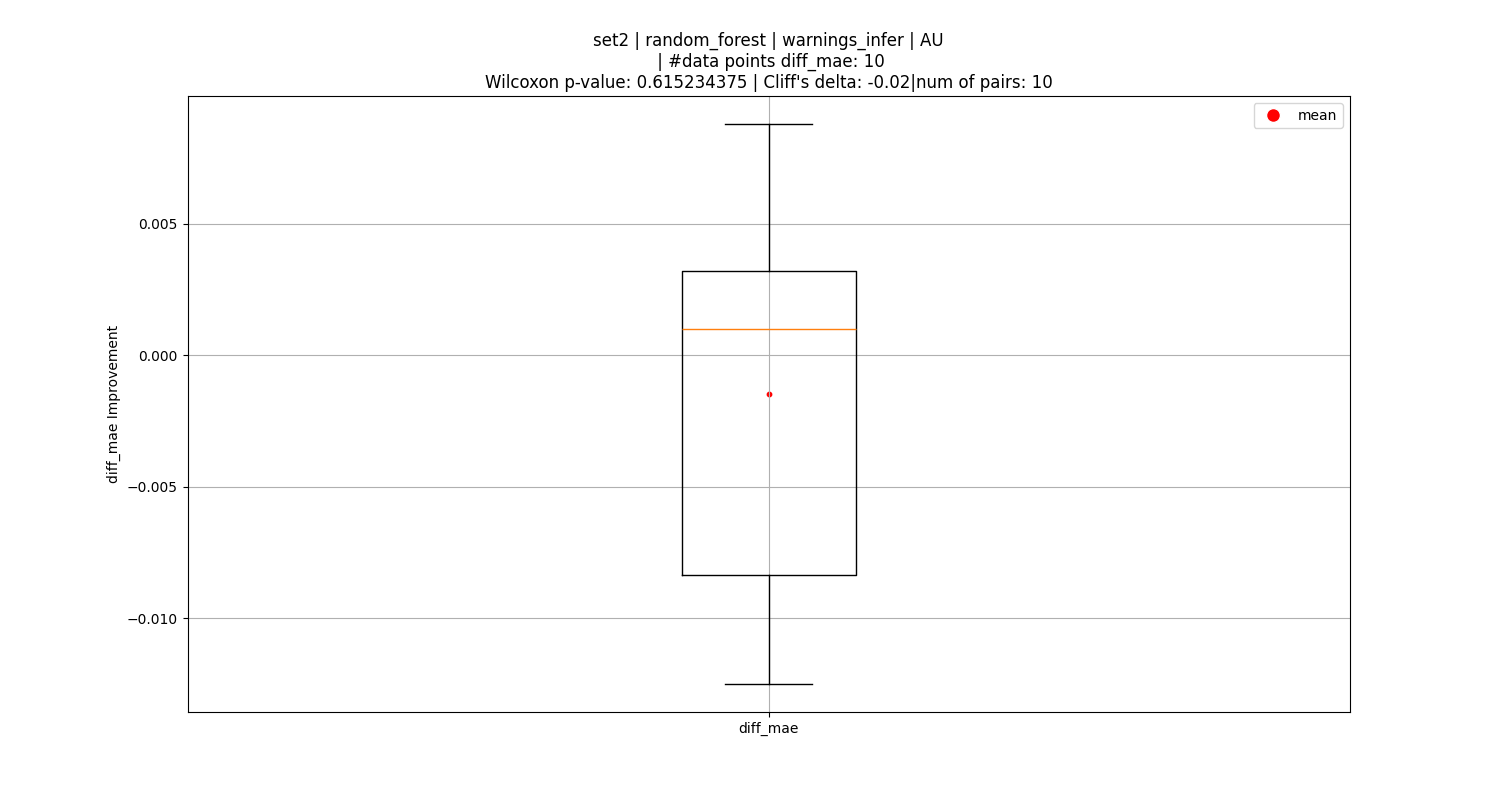 set2 | random_forest | warnings_infer | AU
| #data points diff_mae: 10
Wilcoxon p-value: 0.615234375 | Cliff's delta: -0.02|num of pairs: 10
mean
0.005
0.000
−0.005
−0.010
diff_mae Improvement
diff_mae